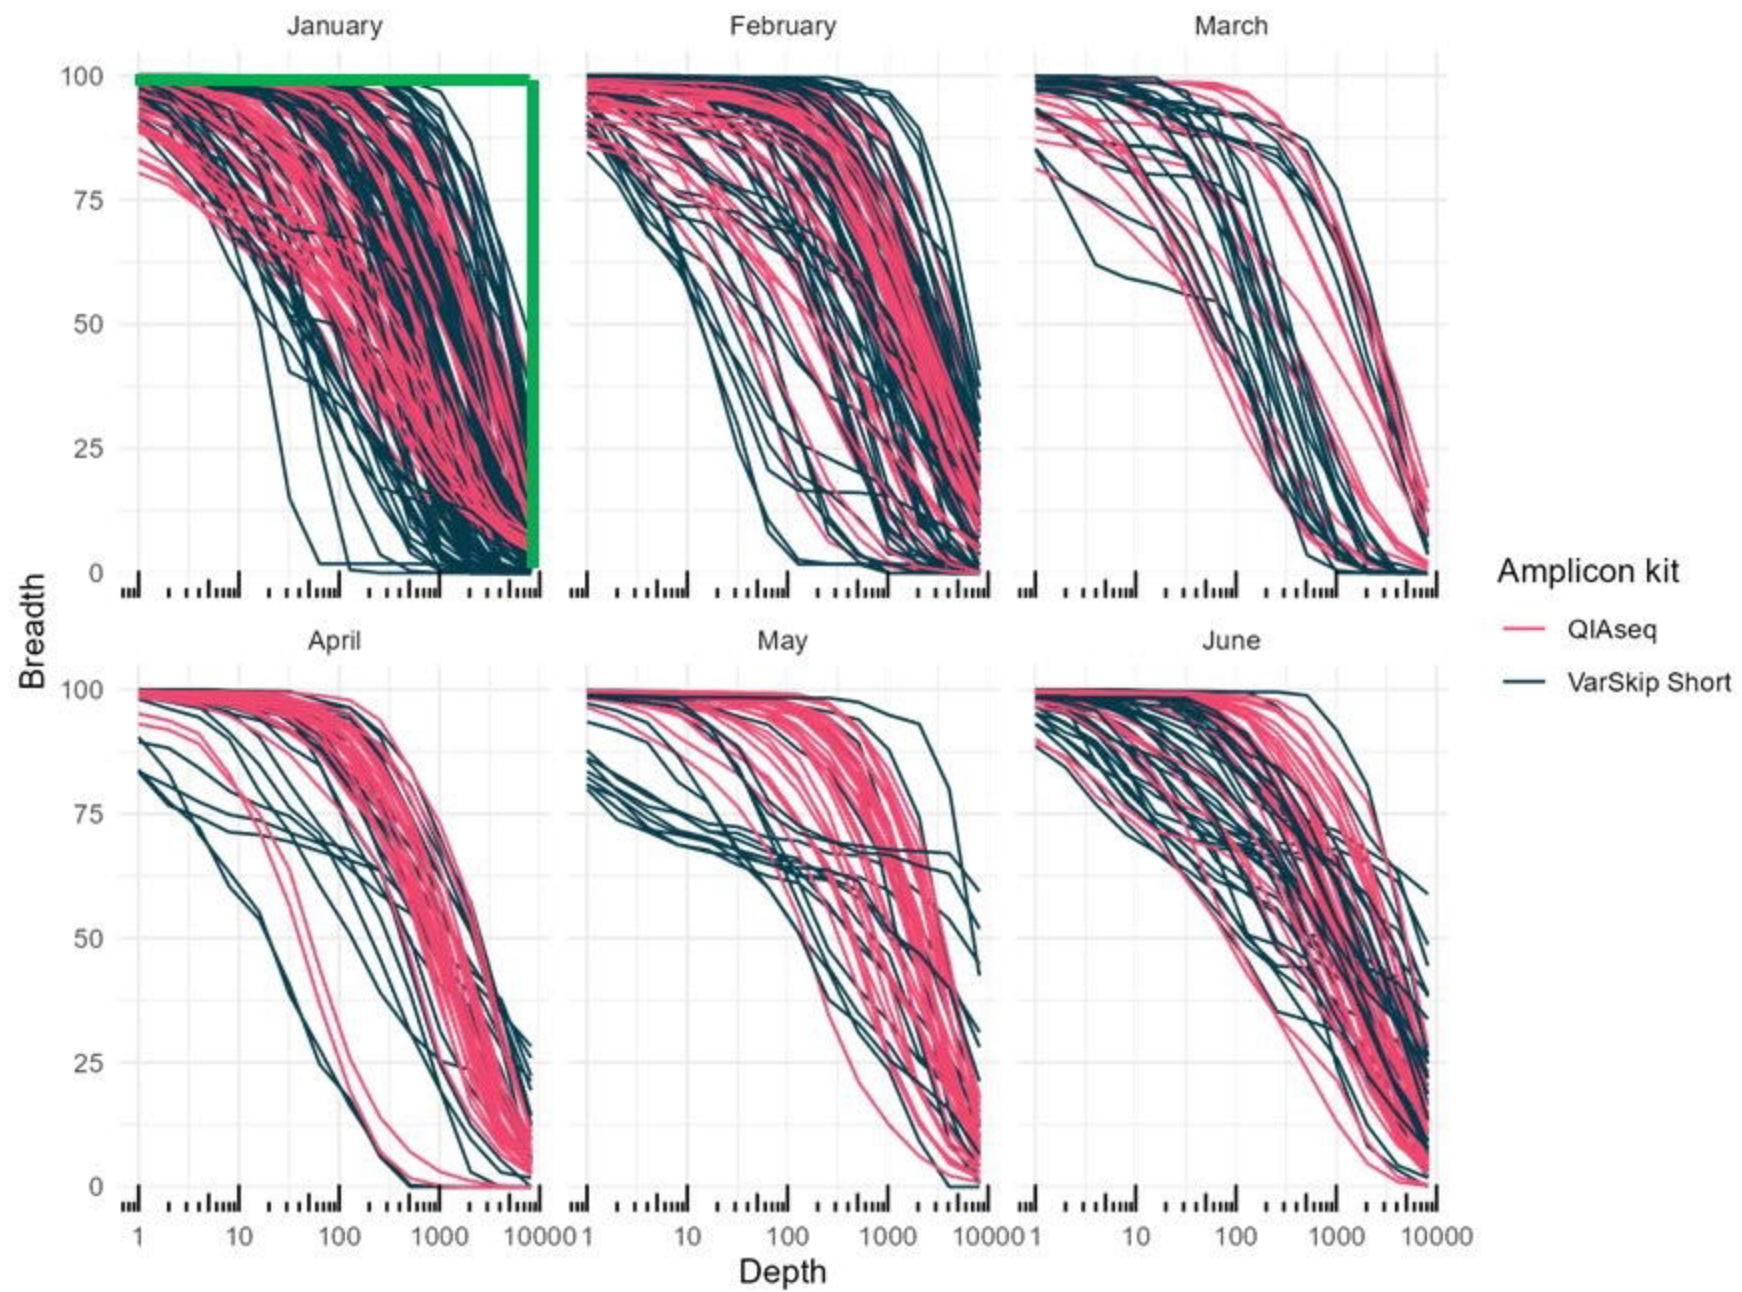 January February March
100
75
50
25
0
April May June
100
75
50
25
0
1 10 100 1000 10000 1 10 100 1000 10000 1 10 100 1000 10000
Breadth
Depth
Amplicon kit
QIAseq
VarSkip Short